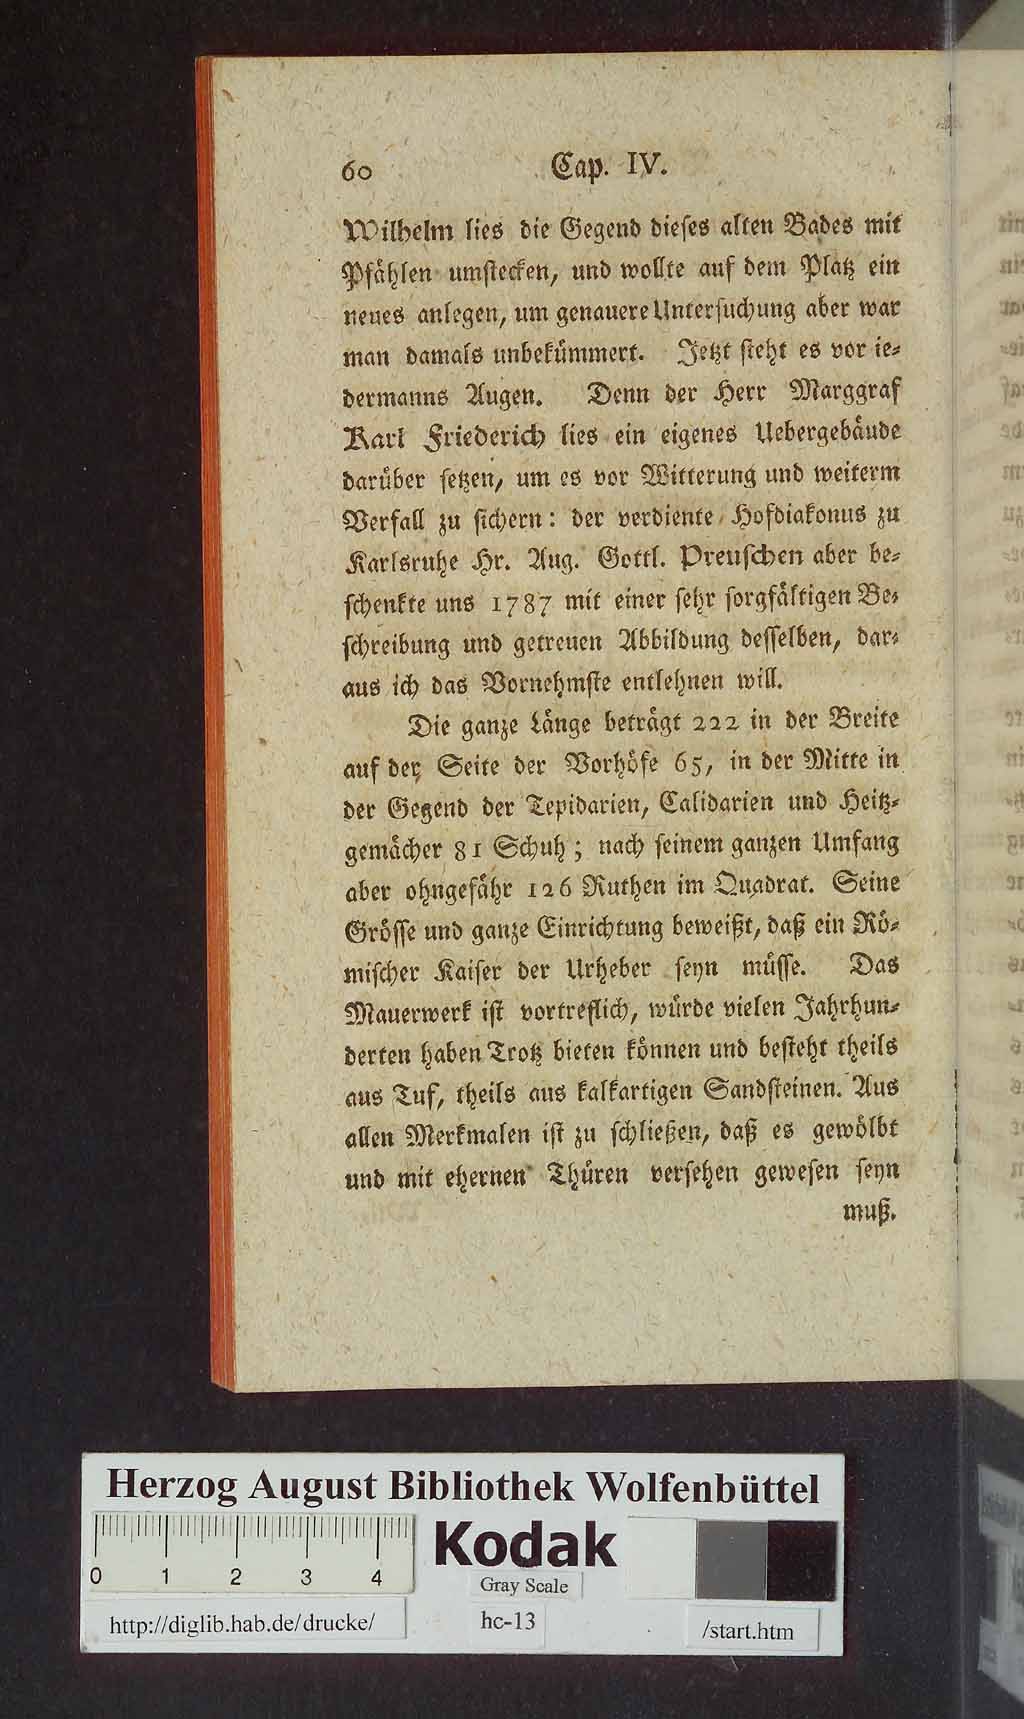 60 Cap. IV.
Wilhelm lies die Gegend dieses alten Bades mit
Pfählen umstecken, und wollte auf dem Platz ein
neues anlegen, um genauere Untersuchung aber war
man damals unbekümmert. Jetzt steht es vor ie-
dermanns Augen. Denn der Herr Marggraf
Karl Friederich lies ein eigenes Uebergebäude
darüber setzen, um es vor Witterung und weiterm
Verfall zu sichern: der verdiente Hofdiakonus zu
Karlsruhe Hr. Aug. Gottl. Preuschen aber be-
schenkte uns 1787 mit einer sehr sorgfältigen Be-
schreibung und getreuen Abbildung desselben, dar-
aus ich das Vornehmste entlehnen will.
Die ganze Länge beträgt 222 in der Breite
auf der Seite der Vorhöfe 65, in der Mitte in
der Gegend der Tepidarien, Calidarien und Heitz-
gemächer 81 Schuh; nach seinem ganzen Umfang
aber ohngefähr 126 Ruthen im Quadrat. Seine
Grösse und ganze Einrichtung beweißt, daß ein Rö-
mischer Kaiser der Urheber seyn müsse. Das
Mauerwerk ist vortreflich, würde vielen Jahrhun-
derten haben Trotz bieten können und besteht theils
aus Tuf, theils aus kalkartigen Sandsteinen. Aus
allen Merkmalen ist zu schließen, daß es gewölbt
und mit ehernen Thüren versehen gewesen seyn
muß.
Herzog August Bibliothek Wolfenbüttel
Kodak
0 1 2 3 4
Gray Scale
http://diglib.hab.de/drucke/ hc-13 /start.htm